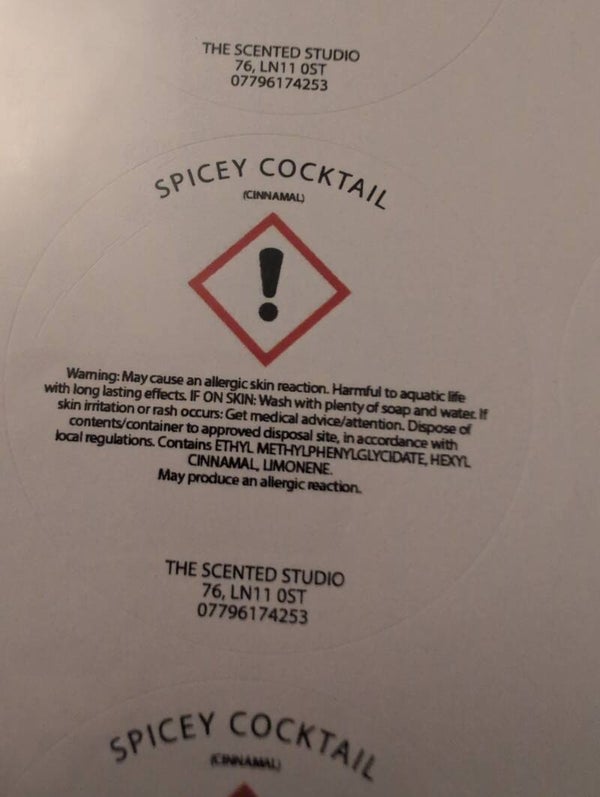 THE SCENTED STUDIO
76, LN11 0ST
07796174253
SPICEY COCKTAIL
(CINNAMAL)
!
Warning: May cause an allergic skin reaction. Harmful to aquatic life
with long lasting effects. IF ON SKIN: Wash with plenty of soap and water. If
skin irritation or rash occurs: Get medical advice/attention. Dispose of
contents/container to approved disposal site, in accordance with
local regulations. Contains ETHYL METHYLPHENYLGLYCIDATE, HEXYL
CINNAMAL, LIMONENE.
May produce an allergic reaction.
THE SCENTED STUDIO
76, LN11 0ST
07796174253
SPICEY COCKTAIL
(CINNAMAL)